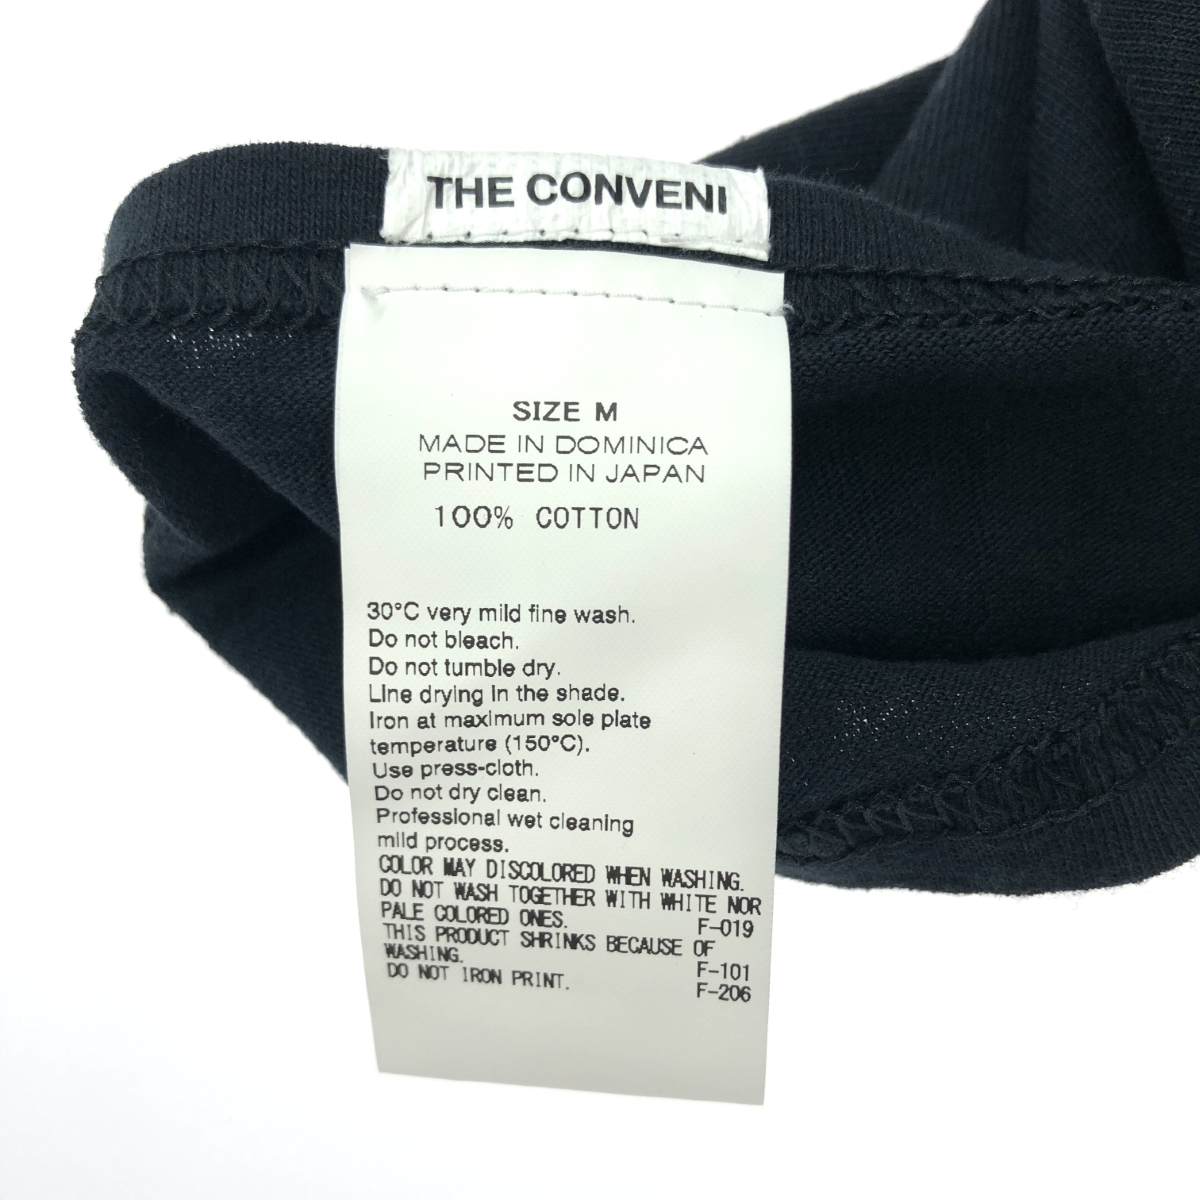 THE CONVENI
SIZE M
MADE IN DOMINICA
PRINTED IN JAPAN
100% COTTON
30°C very mild fine wash.
Do not bleach.
Do not tumble dry.
Line drying in the shade.
Iron at maximum sole plate
temperature (150°C).
Use press-cloth.
Do not dry clean.
Professional wet cleaning
mild process.
COLOR MAY DISCOLORED WHEN WASHING.
DO NOT WASH TOGETHER WITH WHITE NOR
PALE COLORED ONES. F-019
THIS PRODUCT SHRINKS BECAUSE OF
WASHING. F-101
DO NOT IRON PRINT. F-206